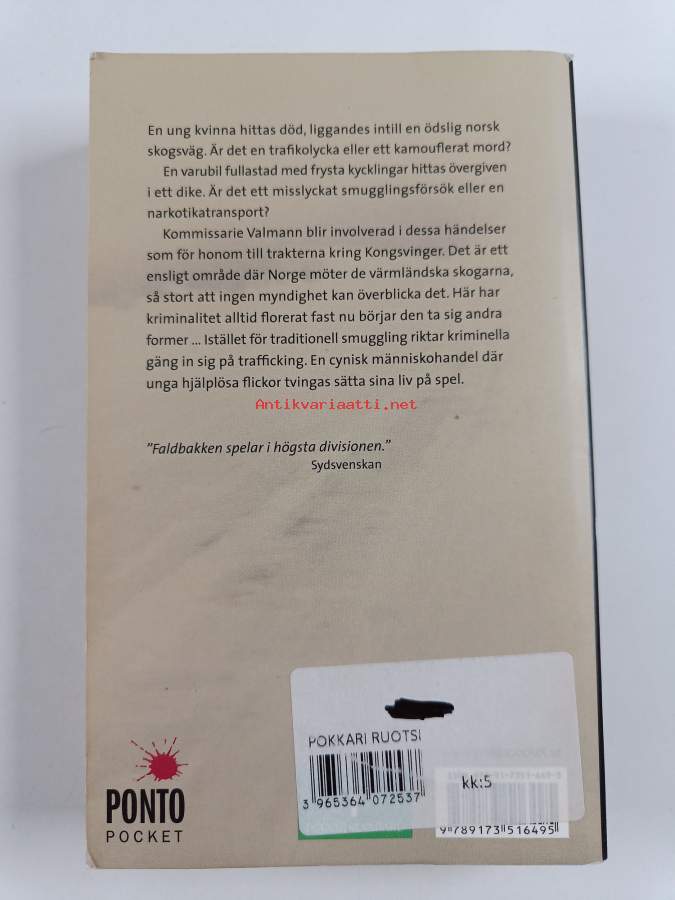 En ung kvinna hittas död, liggandes intill en ödslig norsk
skogsväg. Är det en trafikolycka eller ett kamouflerat mord?
En varubil fullastad med frysta kycklingar hittas övergiven
i ett dike. Är det ett misslyckat smugglingsförsök eller en
narkotikatransport?
Kommissarie Valmann blir involverad i dessa händelser
som för honom till trakterna kring Kongsvinger. Det är ett
ensligt område där Norge möter de värmländska skogarna,
så stort att ingen myndighet kan överblicka det. Här har
kriminalitet alltid florerat fast nu börjar den ta sig andra
former ... Istället för traditionell smuggling riktar kriminella
gäng in sig på trafficking. En cynisk människohandel där
unga hjälplösa flickor tvingas sätta sina liv på spel.
Antikvariaatti.net
”Faldbakken spelar i högsta divisionen.”
Sydsvenskan
POKKARI RUOTSI
kk:5
3 965364 072537
9 789173 516495
PONTO
POCKET